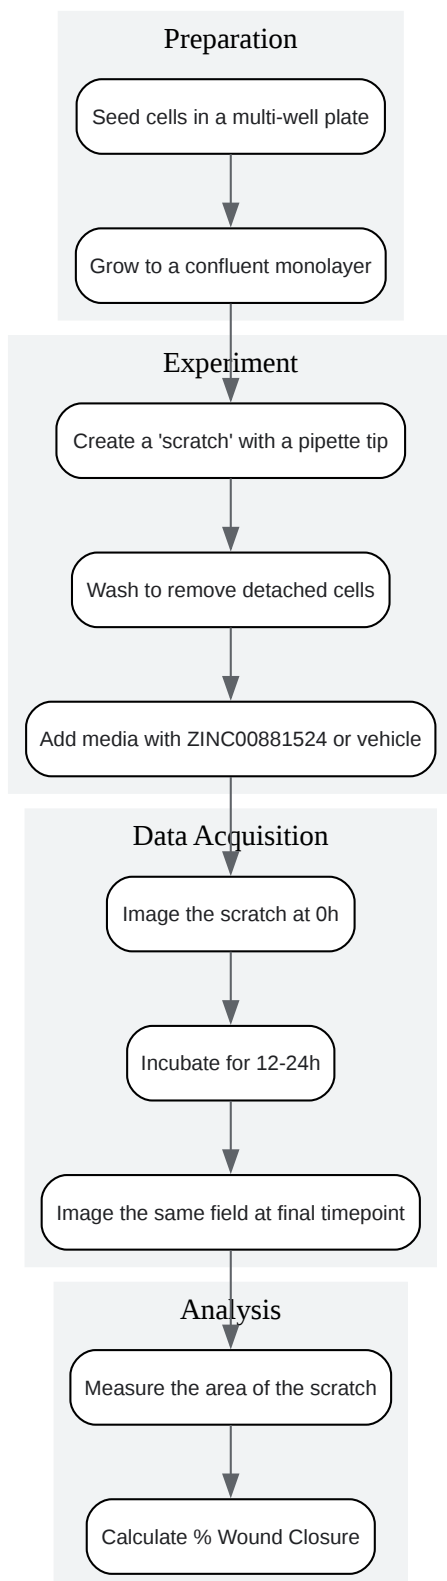 Preparation
Seed cells in a multi-well plate
Grow to a confluent monolayer
Experiment
Create a 'scratch' with a pipette tip
Wash to remove detached cells
Add media with ZINC00881524 or vehicle
Data Acquisition
Image the scratch at 0h
Incubate for 12-24h
Image the same field at final timepoint
Analysis
Measure the area of the scratch
Calculate % Wound Closure